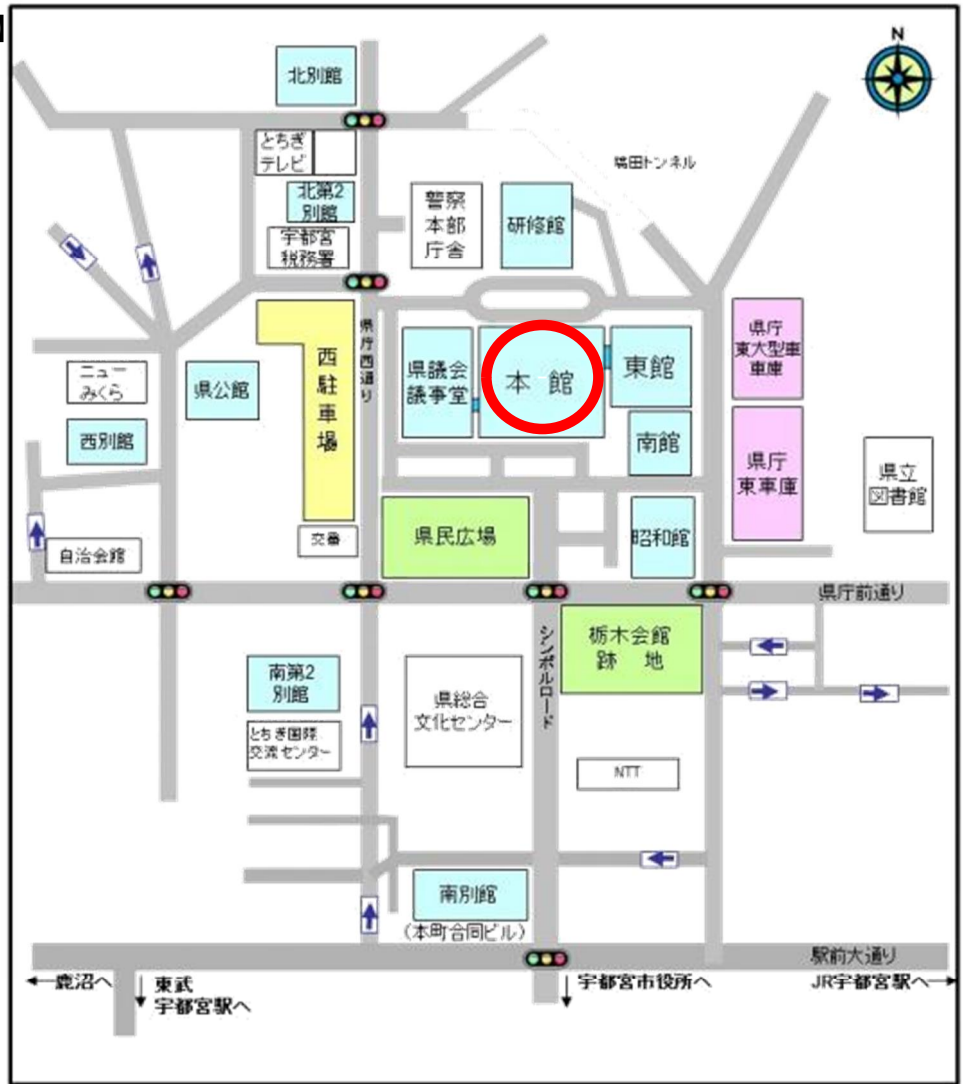 N
北別館
とちぎ
テレビ
塙田トンネル
北第2
別館
警察
本部
庁舎
研修館
宇都宮
税務署
県庁西通り
県庁
東大型車
車庫
西駐車場
県議会
議事堂
本 館
東館
ニュー
みくら
県公館
西別館
南館
県庁
東車庫
県立
図書館
県民広場
昭和館
交番
自治会館
県庁前通り
シンボルロード
栃木会館
跡 地
南第2
別館
県総合
文化センター
とちぎ国際
交流センター
NTT
南別館
(本町合同ビル)
駅前大通り
鹿沼へ
東武
宇都宮駅へ
宇都宮市役所へ
JR宇都宮駅へ